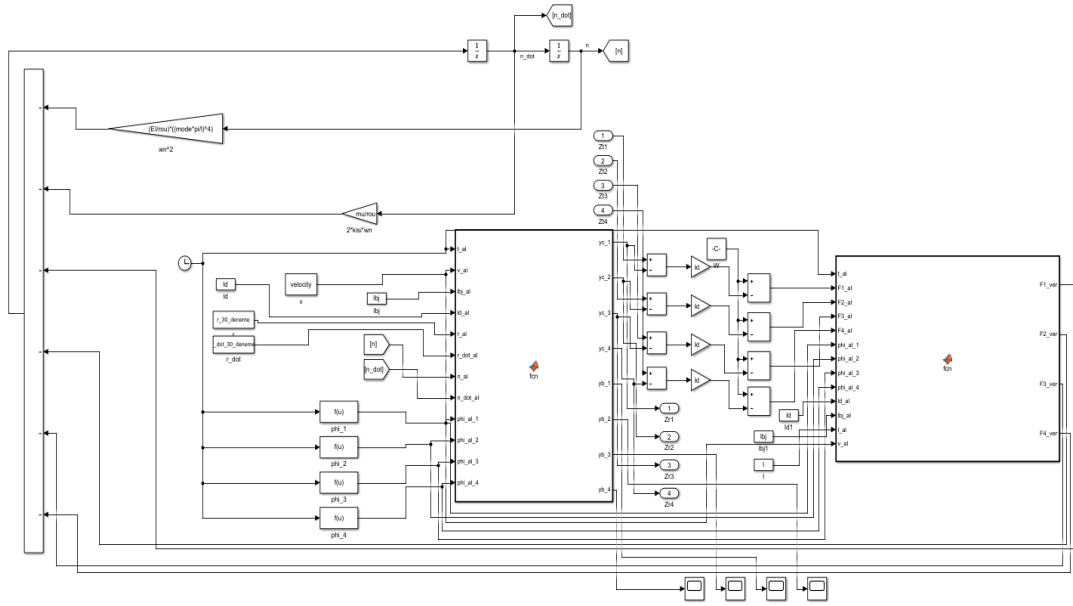 [n_dot]
1
s
n_dot
1
s
n
[n]
(EI/rou)*((mode*pi/l)^4)
wn^2
mu/rou
2*kisi*wn
1
Zt1
2
Zt2
3
Zt3
4
Zt4
ld
ld
velocity
v
lbj
lbj
r_30_deneme
r
_dot_30_deneme
r_dot
[n]
[n_dot]
f(u)
phi_1
f(u)
phi_2
f(u)
phi_3
f(u)
phi_4
t_al
v_al
lbj_al
ld_al
r_al
r_dot_al
n_al
n_dot_al
phi_al_1
phi_al_2
phi_al_3
phi_al_4
fcn
yc_1
yc_2
yc_3
yc_4
yb_1
yb_2
yb_3
yb_4
kt
kt
kt
kt
-C-
W
1
Zr1
2
Zr2
3
Zr3
4
Zr4
ld
ld1
lbj
lbj1
l
l
t_al
F1_al
F2_al
F3_al
F4_al
phi_al_1
phi_al_2
phi_al_3
phi_al_4
ld_al
lbj_al
l_al
v_al
fcn
F1_ver
F2_ver
F3_ver
F4_ver